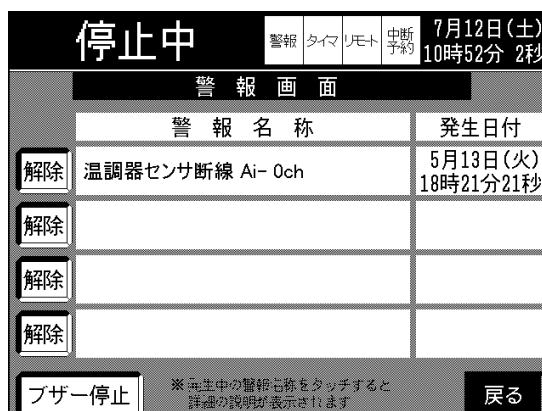 停止中 警報 タイマ リモート 中断予約 7月12日(土)
10時52分 2秒
警報画面
警報名称 発生日付
解除 温調器センサ断線 Ai- 0ch 5月13日(火)
18時21分21秒
解除
解除
解除
ブザー停止 ※発生中の警報名称をタッチすると
詳細の説明が表示されます 戻る